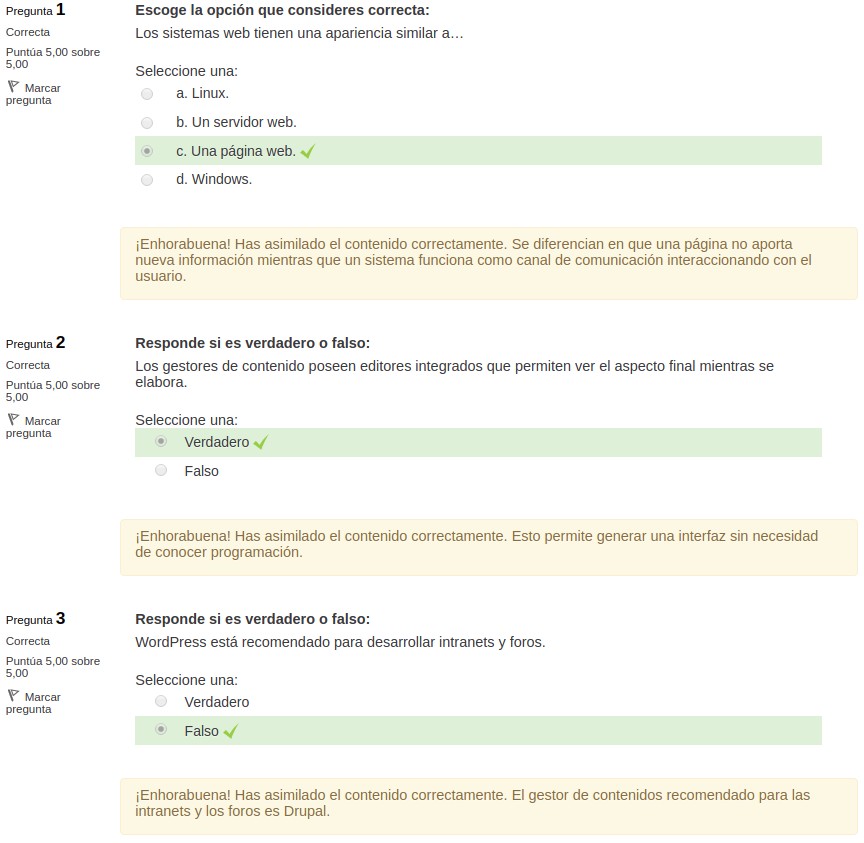 Pregunta 1
Correcta
Puntúa 5,00 sobre
5,00
Marcar
pregunta
Escoge la opción que consideres correcta:
Los sistemas web tienen una apariencia similar a…
Seleccione una:
a. Linux.
b. Un servidor web.
c. Una página web.
d. Windows.
¡Enhorabuena! Has asimilado el contenido correctamente. Se diferencian en que una página no aporta
nueva información mientras que un sistema funciona como canal de comunicación interaccionando con el
usuario.
Pregunta 2
Correcta
Puntúa 5,00 sobre
5,00
Marcar
pregunta
Responde si es verdadero o falso:
Los gestores de contenido poseen editores integrados que permiten ver el aspecto final mientras se
elabora.
Seleccione una:
Verdadero
Falso
¡Enhorabuena! Has asimilado el contenido correctamente. Esto permite generar una interfaz sin necesidad
de conocer programación.
Pregunta 3
Correcta
Puntúa 5,00 sobre
5,00
Marcar
pregunta
Responde si es verdadero o falso:
WordPress está recomendado para desarrollar intranets y foros.
Seleccione una:
Verdadero
Falso
¡Enhorabuena! Has asimilado el contenido correctamente. El gestor de contenidos recomendado para las
intranets y los foros es Drupal.